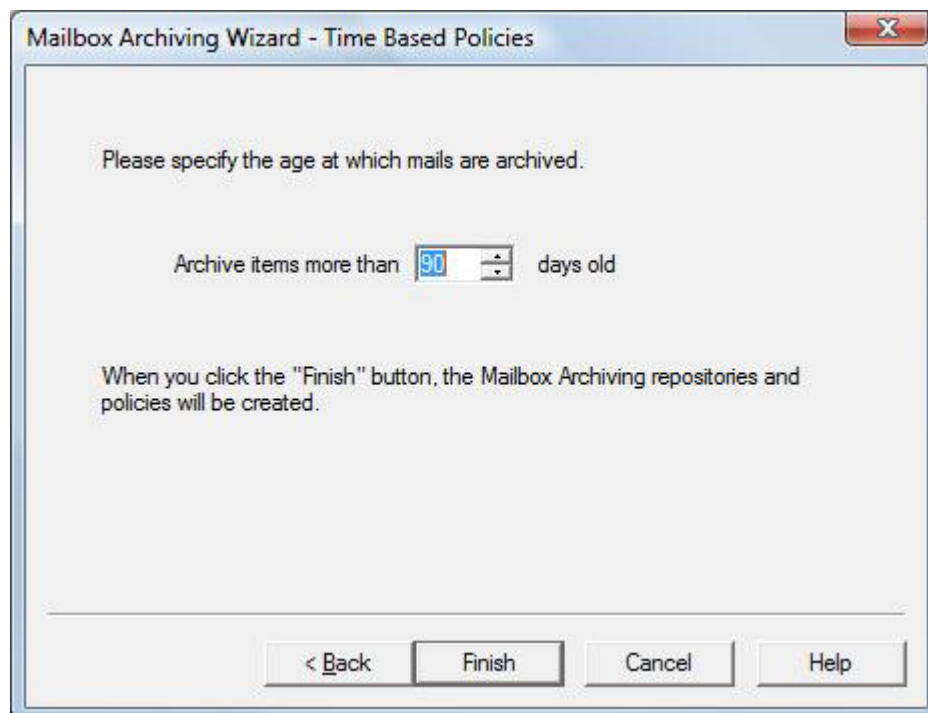 Mailbox Archiving Wizard - Time Based Policies
Please specify the age at which mails are archived.
Archive items more than 90 days old
When you click the "Finish" button, the Mailbox Archiving repositories and
policies will be created.
< Back Finish Cancel Help